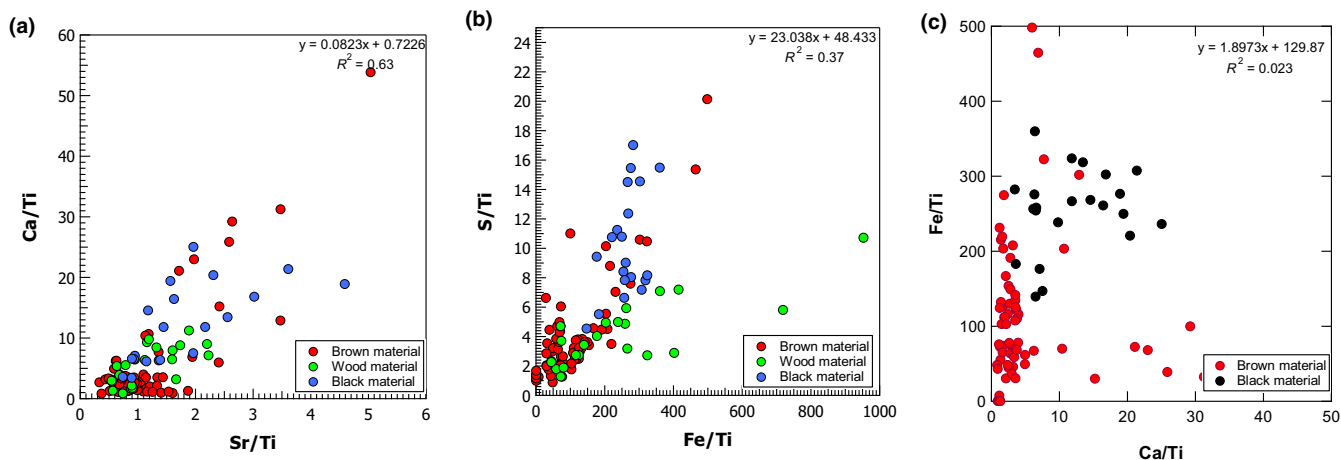 (a)
y = 0.0823x + 0.7226
R² = 0.63
60
50
40
30
20
10
0
Ca/Ti
0 1 2 3 4 5 6
Sr/Ti
Brown material
Wood material
Black material
(b)
y = 23.038x + 48.433
R² = 0.37
24
22
20
18
16
14
12
10
8
6
4
2
0
S/Ti
0 200 400 600 800 1000
Fe/Ti
Brown material
Wood material
Black material
(c)
y = 1.8973x + 129.87
R² = 0.023
500
400
300
200
100
0
Fe/Ti
0 10 20 30 40 50
Ca/Ti
Brown material
Black material